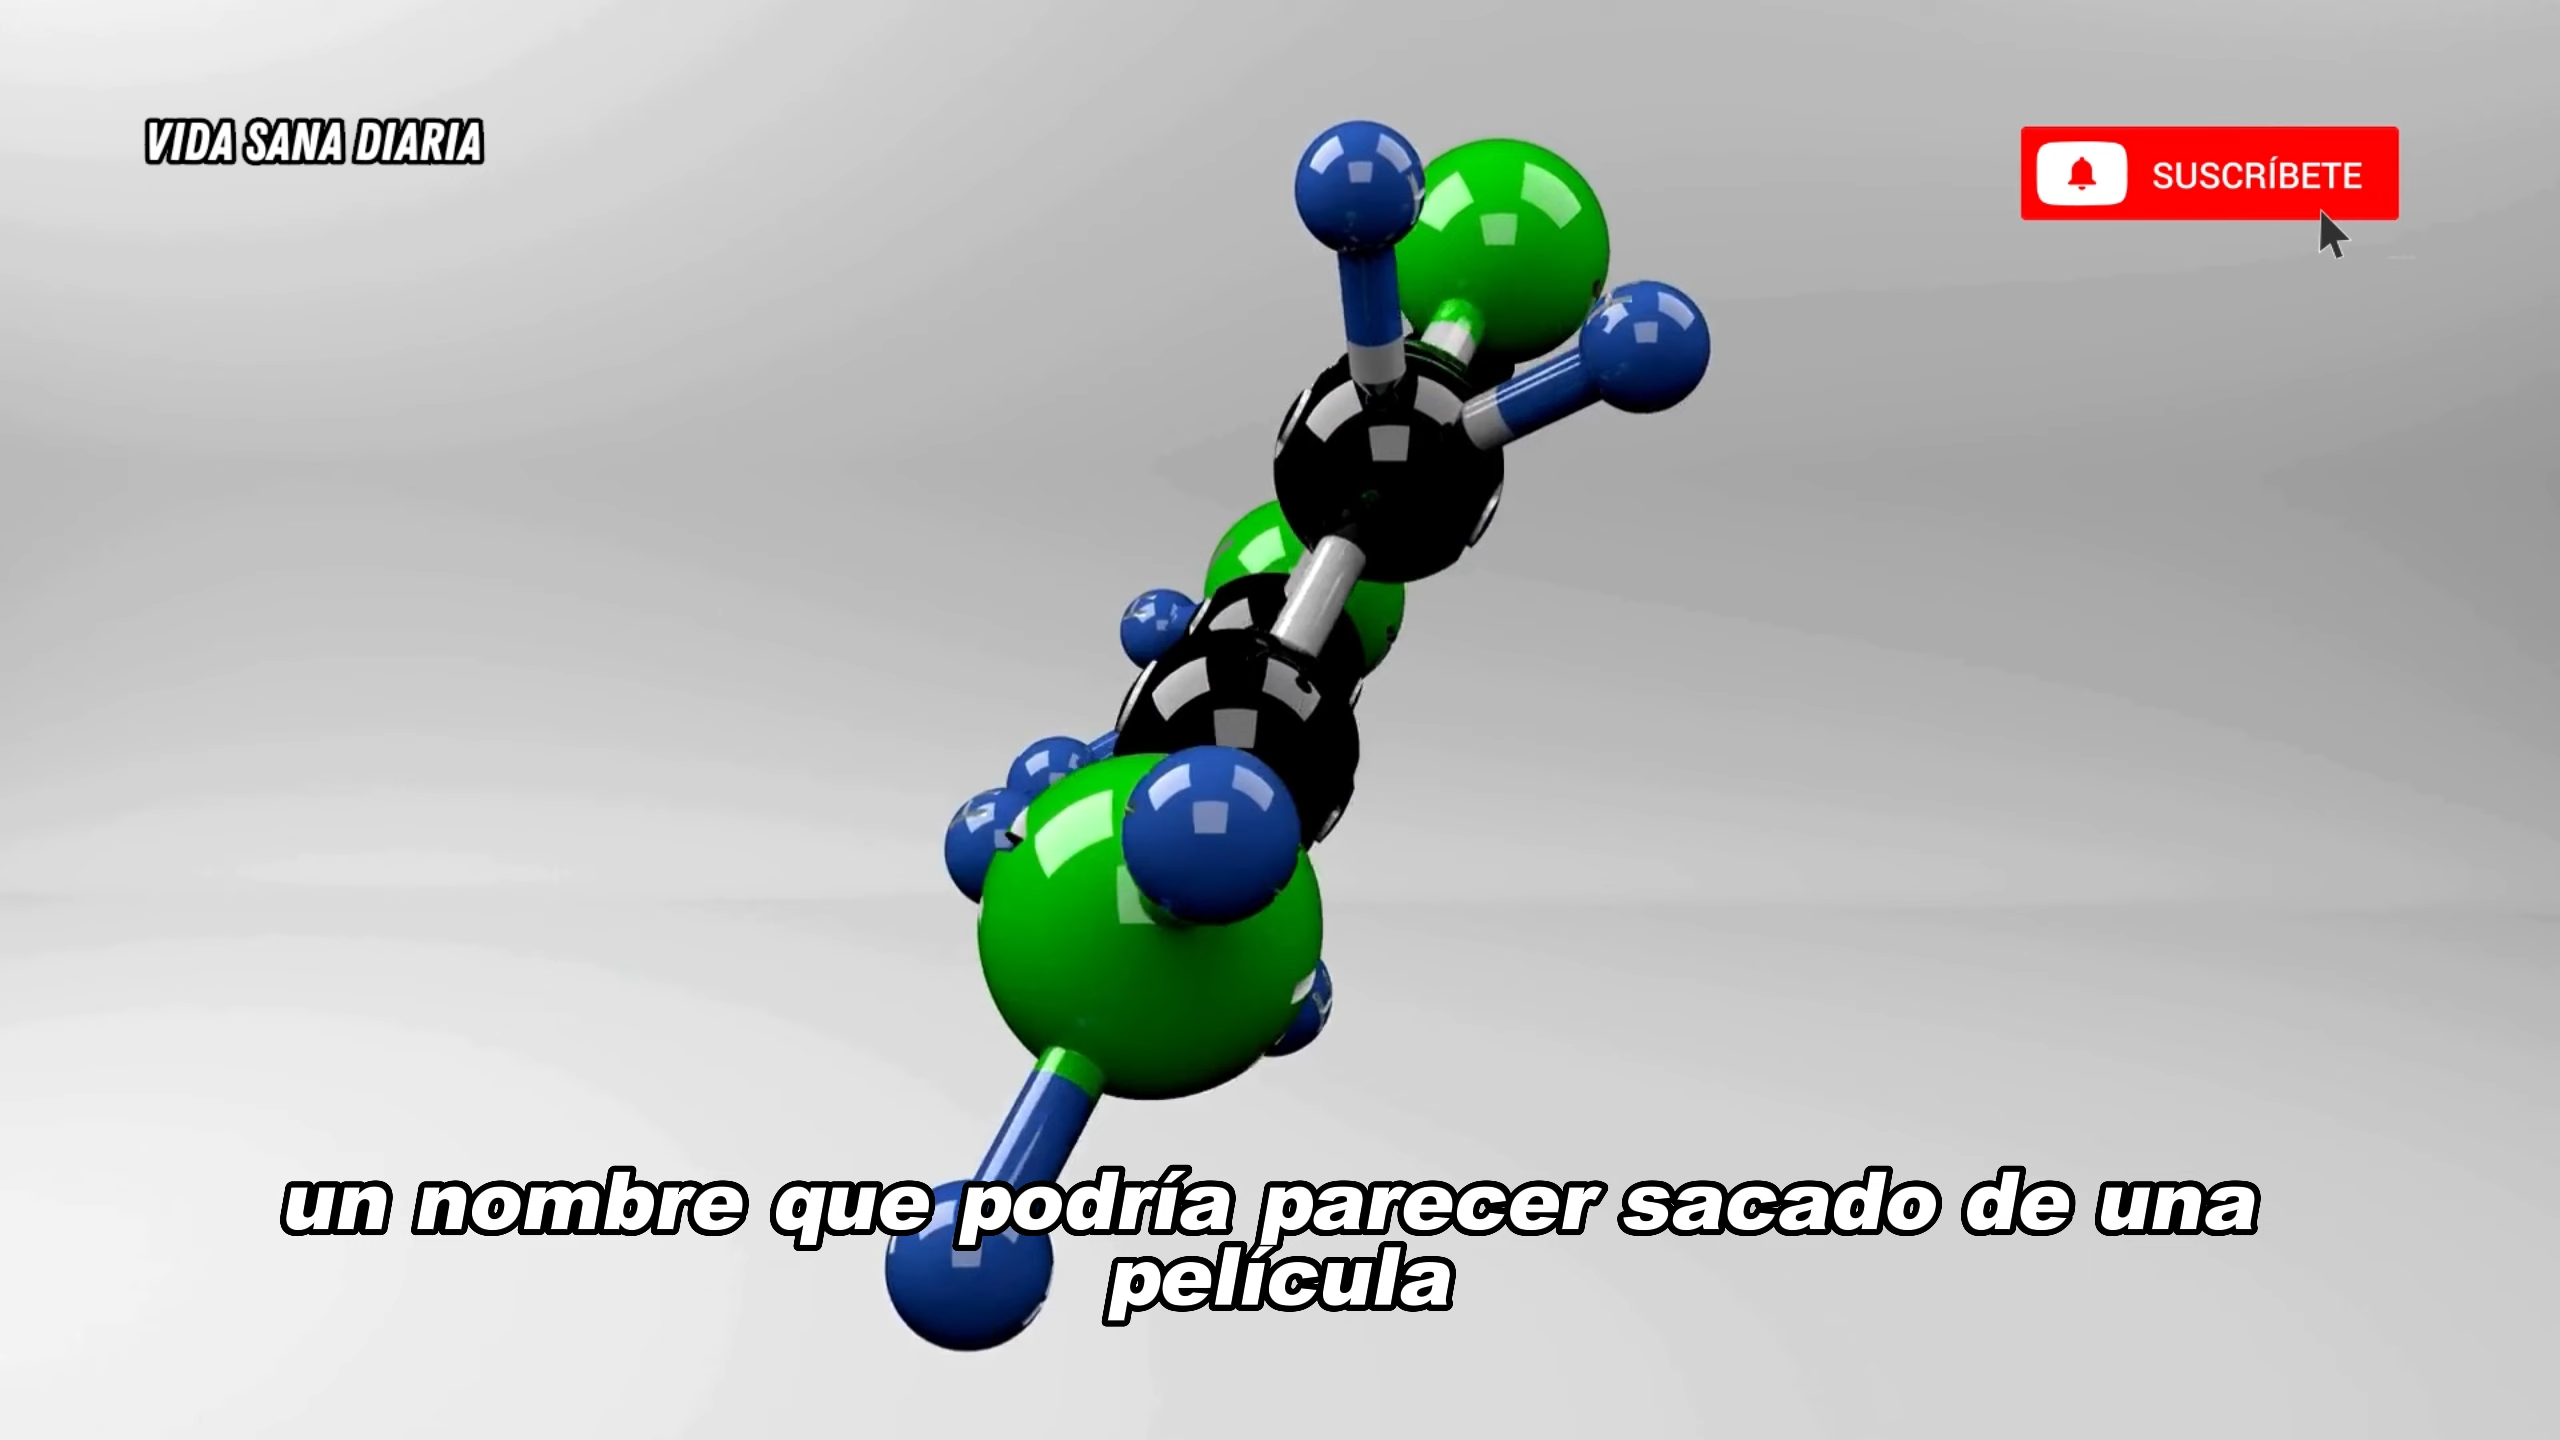 VIDA SANA DIARIA
SUSCRÍBETE
un nombre que podría parecer sacado de una
película